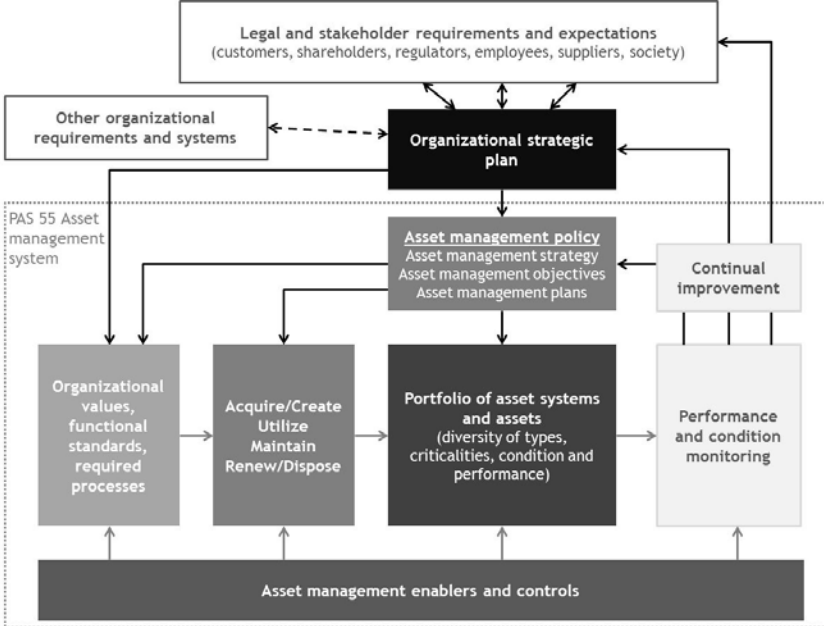 Legal and stakeholder requirements and expectations
(customers, shareholders, regulators, employees, suppliers, society)
Other organizational
requirements and systems
Organizational strategic
plan
PAS 55 Asset
management
system
Asset management policy
Asset management strategy
Asset management objectives
Asset management plans
Continual
improvement
Organizational
values,
functional
standards,
required
processes
Acquire/Create
Utilize
Maintain
Renew/Dispose
Portfolio of asset systems
and assets
(diversity of types,
criticalities, condition and
performance)
Performance
and condition
monitoring
Asset management enablers and controls